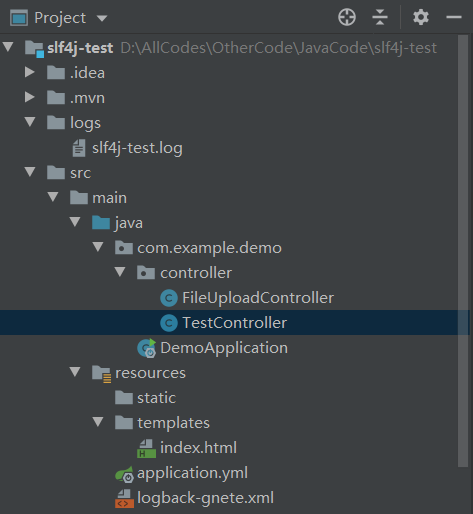 Project
slf4j-test D:\AllCodes\OtherCode\JavaCode\slf4j-test
.idea
.mvn
logs
slf4j-test.log
src
main
java
com.example.demo
controller
FileUploadController
TestController
DemoApplication
resources
static
templates
index.html
application.yml
logback-gnete.xml